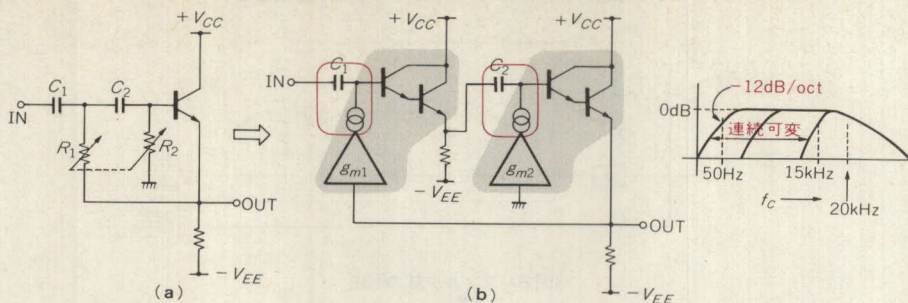 +VCC
C1
C2
IN
R1
R2
OUT
-VEE
(a)
+VCC
+VCC
IN
C1
C2
gm1
gm2
-VEE
OUT
-VEE
(b)
12dB/oct
0dB
連続可変
50Hz
15kHz
fC
20kHz